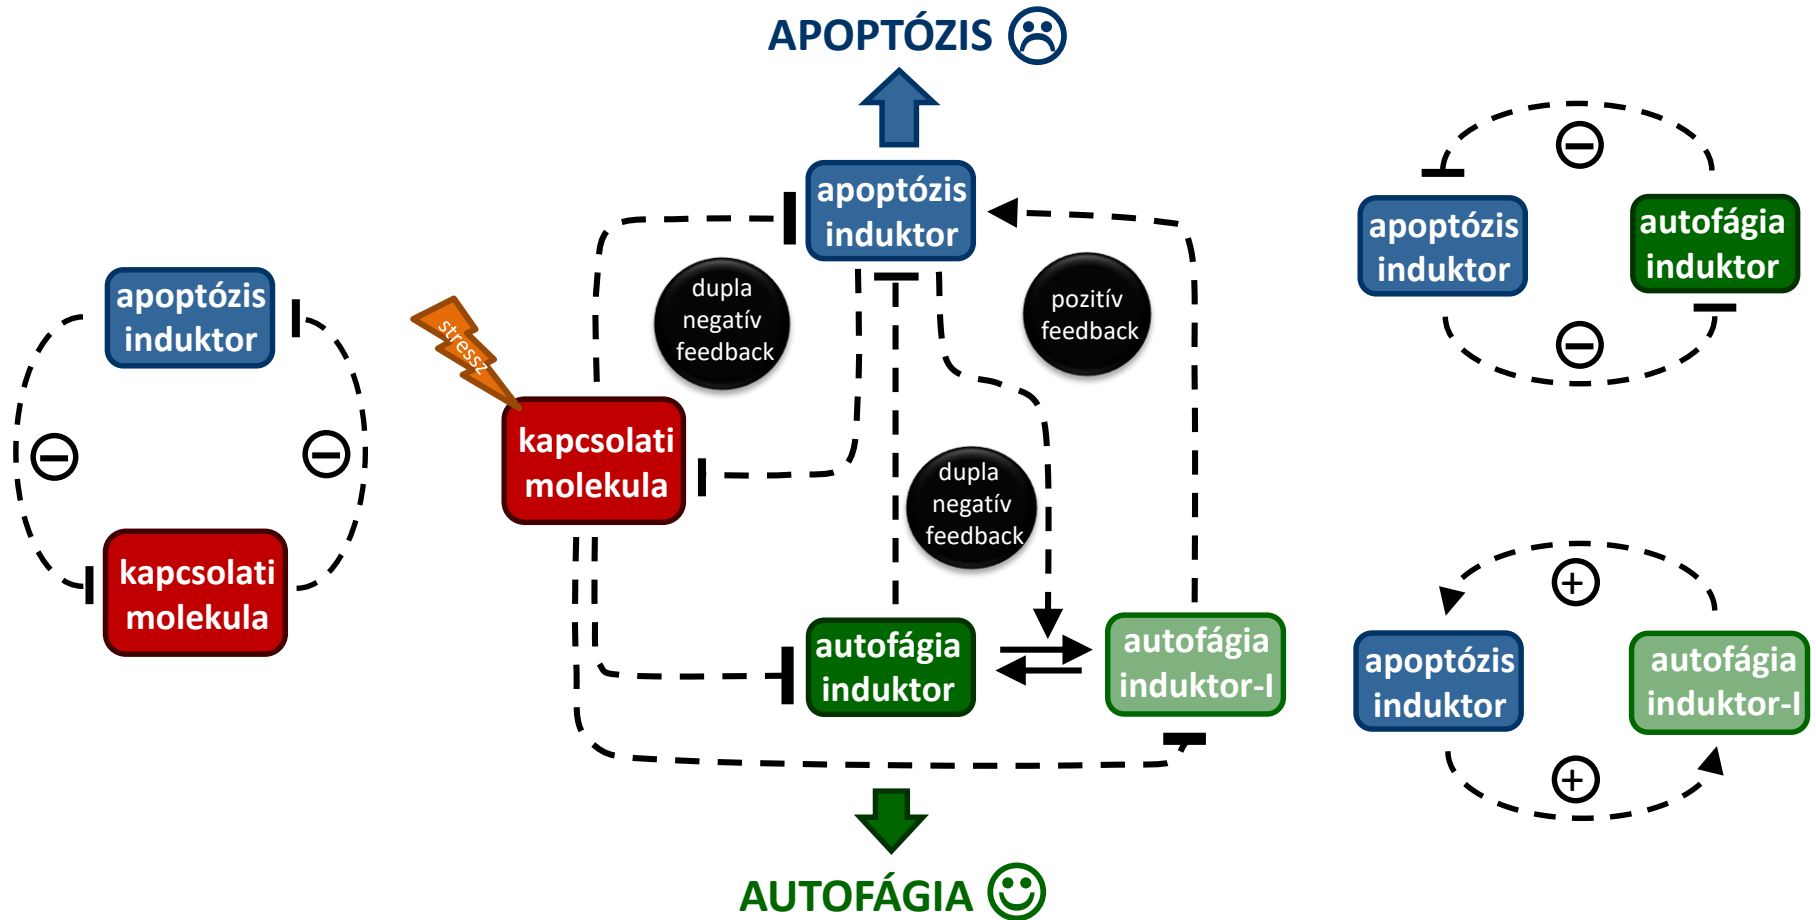 APOPTÓZIS
apoptózis
induktor
kapcsolati
molekula
stressz
dupla
negatív
feedback
apoptózis
induktor
pozitív
feedback
kapcsolati
molekula
dupla
negatív
feedback
autofágia
induktor
autofágia
induktor-I
AUTOFÁGIA
apoptózis
induktor
autofágia
induktor
apoptózis
induktor
autofágia
induktor-I